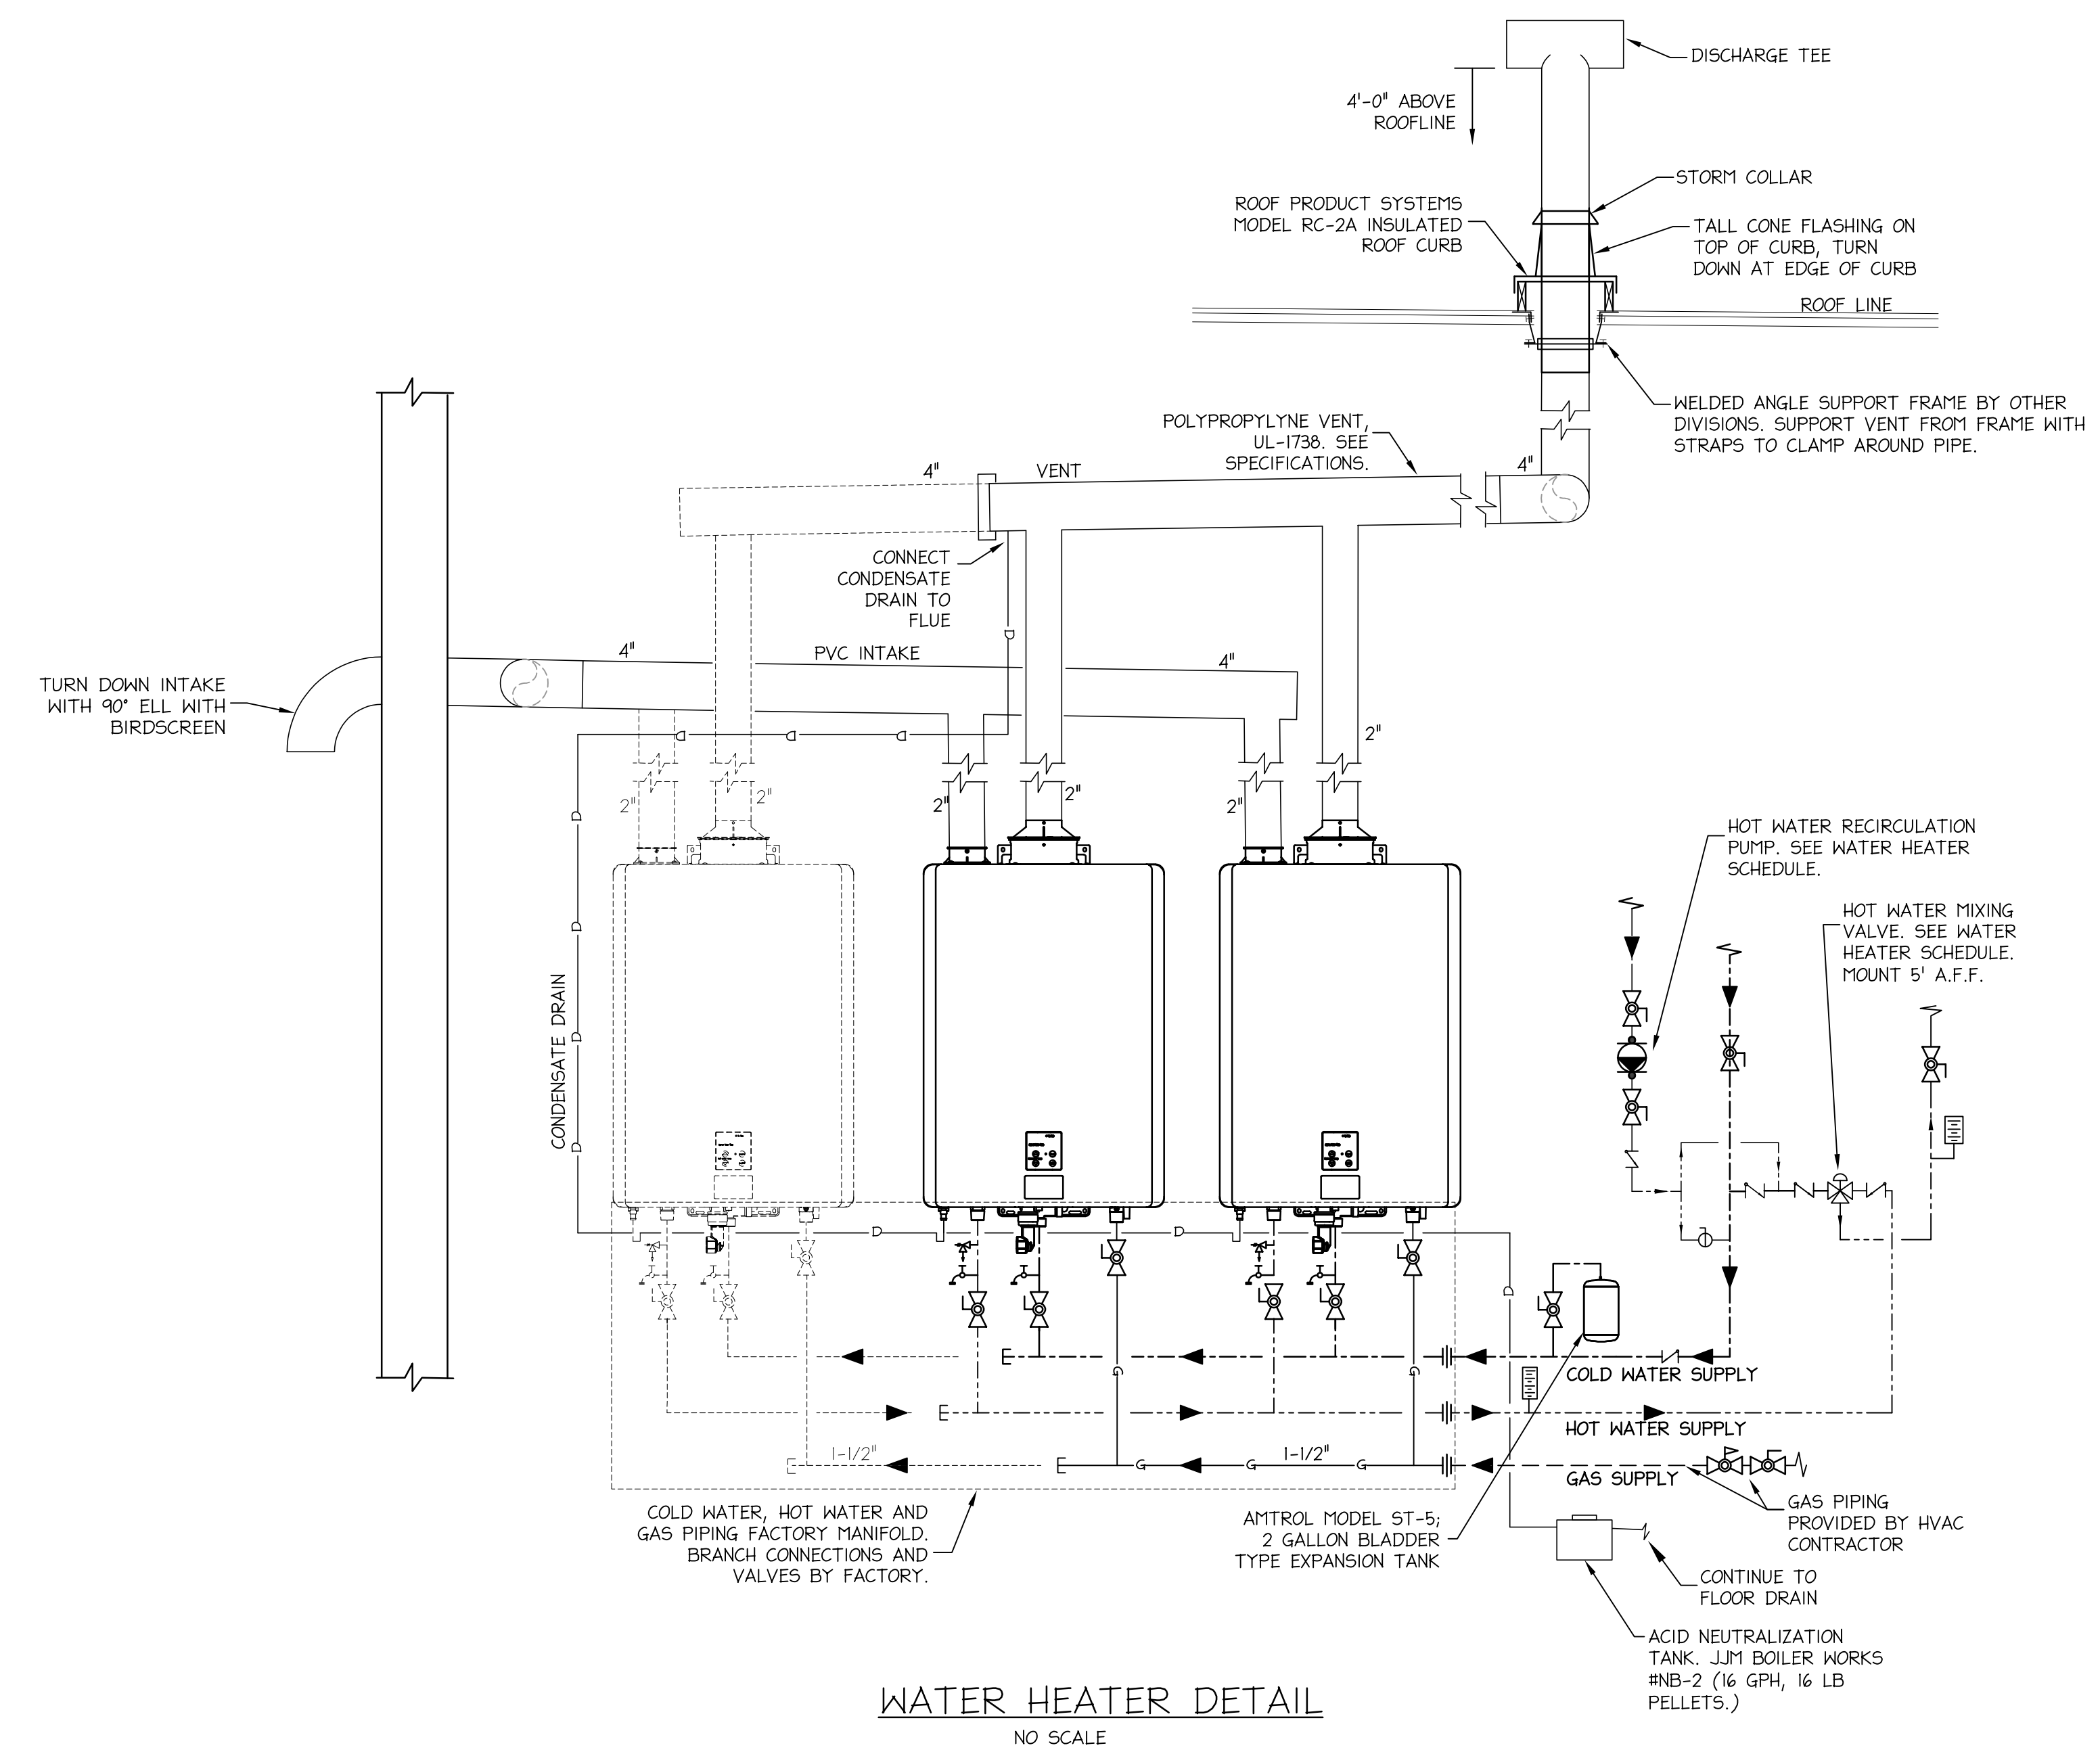 DISCHARGE TEE
4'-0" ABOVE
ROOFLINE
STORM COLLAR
ROOF PRODUCT SYSTEMS
MODEL RC-2A INSULATED
ROOF CURB
TALL CONE FLASHING ON
TOP OF CURB, TURN
DOWN AT EDGE OF CURB
ROOF LINE
WELDED ANGLE SUPPORT FRAME BY OTHER
DIVISIONS. SUPPORT VENT FROM FRAME WITH
STRAPS TO CLAMP AROUND PIPE.
POLYPROPYLYNE VENT,
UL-1738. SEE
SPECIFICATIONS.
4"
VENT
4"
CONNECT
CONDENSATE
DRAIN TO
FLUE
D
4"
PVC INTAKE
4"
TURN DOWN INTAKE
WITH 90° ELL WITH
BIRDSCREEN
2"
D
D
D
2"
2"
2"
2"
2"
D
D
D
D
CONDENSATE DRAIN
HOT WATER RECIRCULATION
PUMP. SEE WATER HEATER
SCHEDULE.
HOT WATER MIXING
VALVE. SEE WATER
HEATER SCHEDULE.
MOUNT 5' A.F.F.
D
D
D
G
G
COLD WATER SUPPLY
HOT WATER SUPPLY
1-1/2"
1-1/2"
G
G
G
GAS SUPPLY
COLD WATER, HOT WATER AND
GAS PIPING FACTORY MANIFOLD.
BRANCH CONNECTIONS AND
VALVES BY FACTORY.
AMTROL MODEL ST-5;
2 GALLON BLADDER
TYPE EXPANSION TANK
GAS PIPING
PROVIDED BY HVAC
CONTRACTOR
CONTINUE TO
FLOOR DRAIN
ACID NEUTRALIZATION
TANK. JJM BOILER WORKS
#NB-2 (16 GPH, 16 LB
PELLETS.)
WATER HEATER DETAIL
NO SCALE